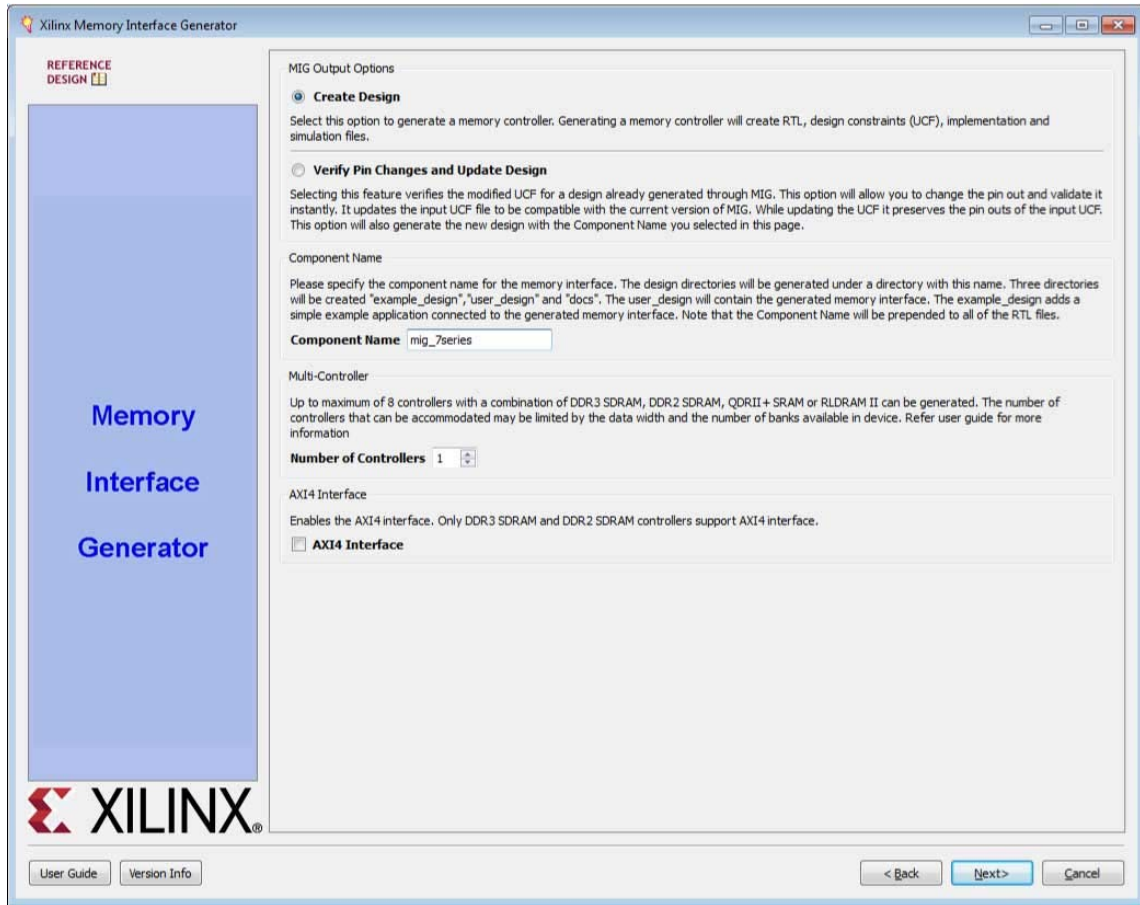 Xilinx Memory Interface Generator
REFERENCE
DESIGN
Memory
Interface
Generator
XILINX®
MIG Output Options
Create Design
Select this option to generate a memory controller. Generating a memory controller will create RTL, design constraints (UCF), implementation and
simulation files.
Verify Pin Changes and Update Design
Selecting this feature verifies the modified UCF for a design already generated through MIG. This option will allow you to change the pin out and validate it
instantly. It updates the input UCF file to be compatible with the current version of MIG. While updating the UCF it preserves the pin outs of the input UCF.
This option will also generate the new design with the Component Name you selected in this page.
Component Name
Please specify the component name for the memory interface. The design directories will be generated under a directory with this name. Three directories
will be created "example_design","user_design" and "docs". The user_design will contain the generated memory interface. The example_design adds a
simple example application connected to the generated memory interface. Note that the Component Name will be prepended to all of the RTL files.
Component Name mig_7series
Multi-Controller
Up to maximum of 8 controllers with a combination of DDR3 SDRAM, DDR2 SDRAM, QDRII+ SRAM or RLDRAM II can be generated. The number of
controllers that can be accommodated may be limited by the data width and the number of banks available in device. Refer user guide for more
information
Number of Controllers 1
AXI4 Interface
Enables the AXI4 interface. Only DDR3 SDRAM and DDR2 SDRAM controllers support AXI4 interface.
AXI4 Interface
User Guide Version Info < Back Next> Cancel